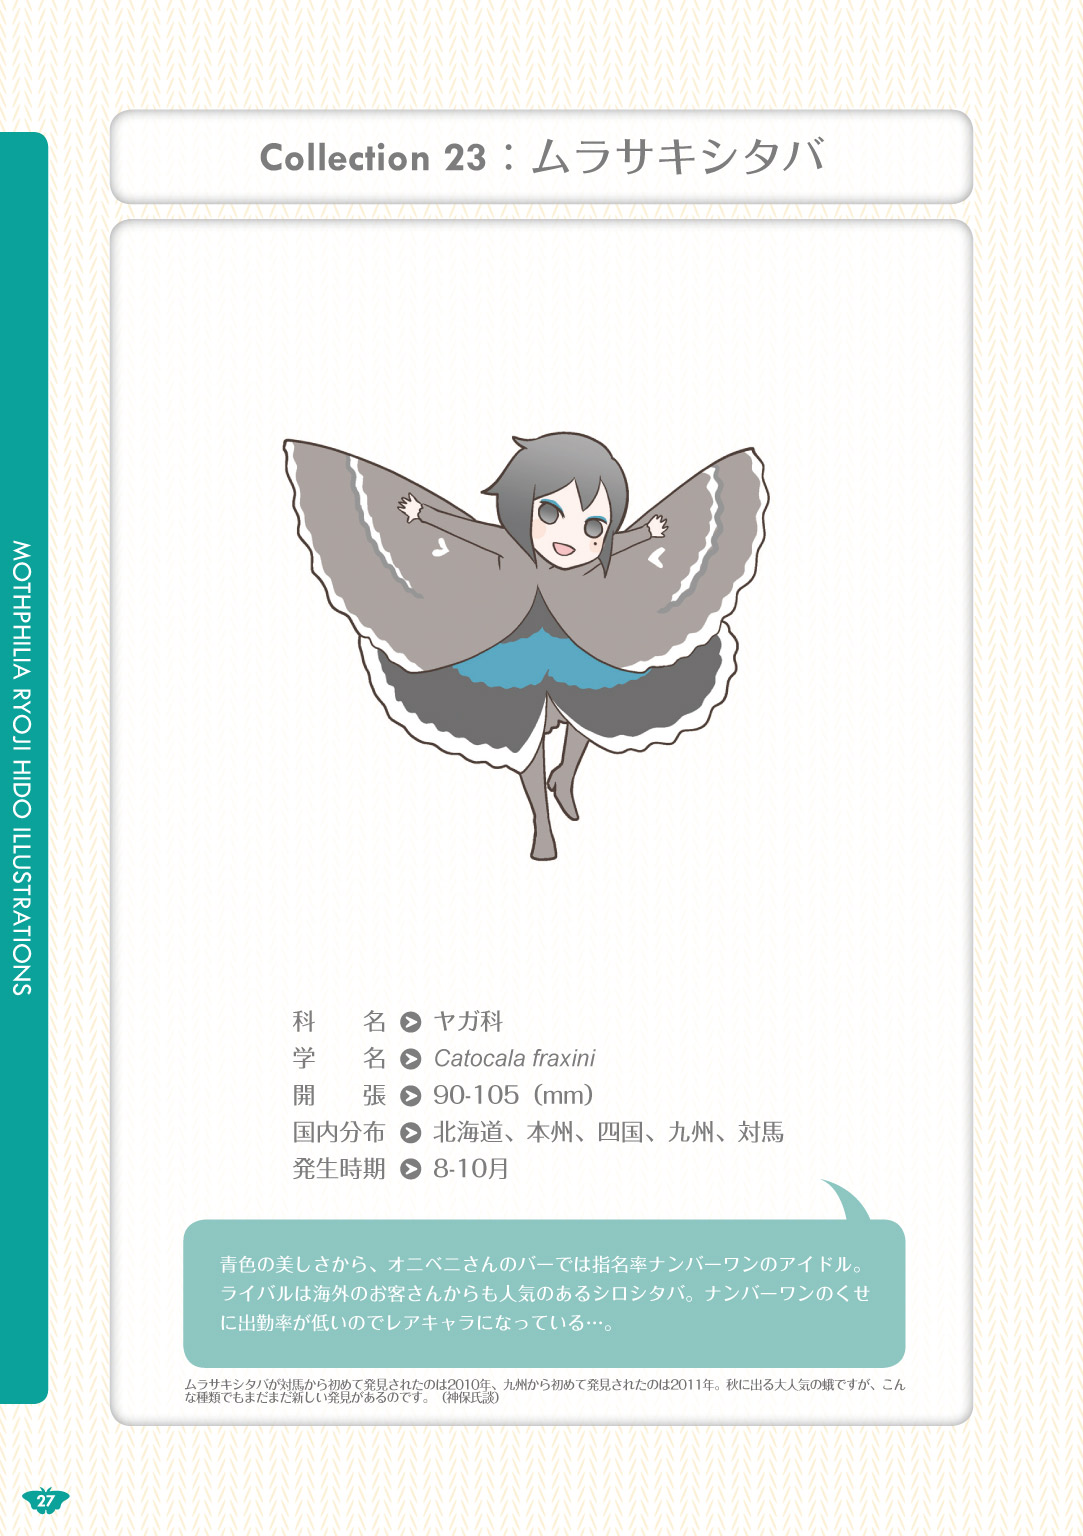 Collection 23：ムラサキシタバ
MOTHPHILIA RYOJI HIDO ILLUSTRATIONS
科　　名 ヤガ科
学　　名 Catocala fraxini
開　　張 90-105（mm）
国内分布 北海道、本州、四国、九州、対馬
発生時期 8-10月
青色の美しさから、オニベニさんのバーでは指名率ナンバーワンのアイドル。
ライバルは海外のお客さんからも人気のあるシロシタバ。ナンバーワンのくせ
に出勤率が低いのでレアキャラになっている…。
ムラサキシタバが対馬から初めて発見されたのは2010年、九州から初めて発見されたのは2011年。秋に出る大人気の蛾ですが、こん
な種類でもまだまだ新しい発見があるのです。（神保氏談）
27